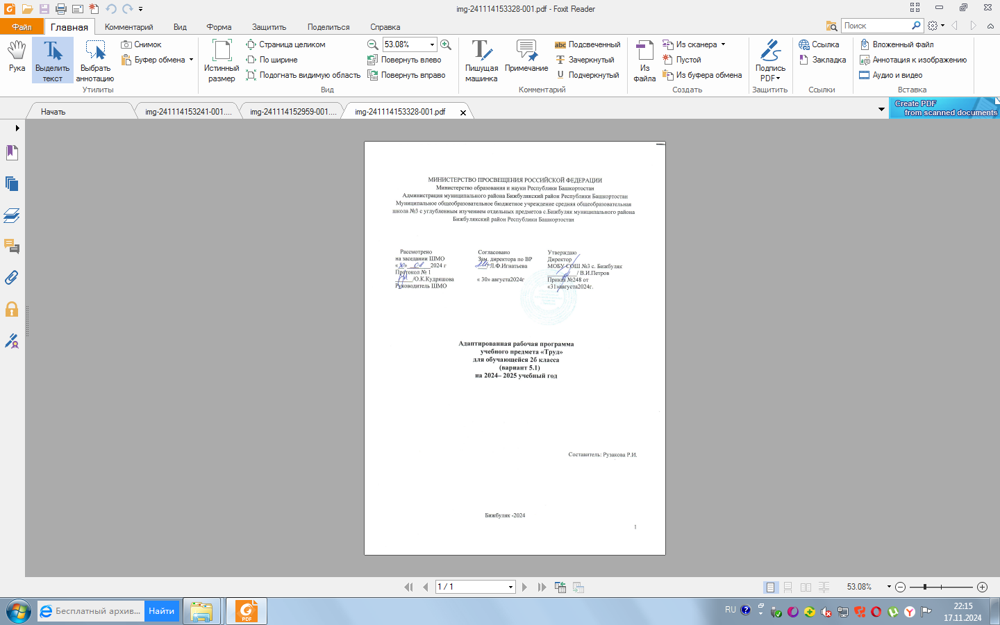 img-241114153328-001.pdf - Foxit Reader
Файл
Главная
Комментарий
Вид
Форма
Защитить
Поделиться
Справка
Поиск
Рука
Выделить текст
Выбрать аннотацию
Снимок
Буфер обмена
Утилиты
Истинный размер
Страница целиком
По ширине
Подогнать видимую область
53.08%
Повернуть влево
Повернуть вправо
Вид
Пишущая машинка
Примечание
abc Подсвеченный
T Зачеркнутый
U Подчеркнутый
Комментарий
Из файла
Из сканера
Пустой
Из буфера обмена
Создать
Подпись PDF
Защитить
Ссылка
Закладка
Ссылки
Вложенный файл
Аннотация к изображению
Аудио и видео
Вставка
Начать
img-241114153241-001....
img-241114152959-001....
img-241114153328-001.pdf
Create PDF
from scanned documents
МИНИСТЕРСТВО ПРОСВЕЩЕНИЯ РОССИЙСКОЙ ФЕДЕРАЦИИ
Министерство образования и науки Республики Башкортостан
Администрация муниципального района Бижбулякский район Республики Башкортостан
Муниципальное общеобразовательное бюджетное учреждение средняя общеобразовательная
школа №3 с углубленным изучением отдельных предметов с.Бижбуляк муниципального района
Бижбулякский район Республики Башкортостан
Рассмотрено
на заседании ШМО
«30» 08 2024 г
Протокол № 1
/О.К.Кудряшова
Руководитель ШМО
Согласовано
Зам. директора по ВР
Л.Ф.Игнатьева
« 30» августа2024г
Утверждаю
Директор
МОБУ СОШ №3 с. Бижбуляк
/ В.И.Петров
Приказ №248 от
«31»августа2024г.
Адаптированная рабочая программа
учебного предмета «Труд»
для обучающейся 2б класса
(вариант 5.1)
на 2024– 2025 учебный год
Составитель: Рузакова Р.И.
Бижбуляк -2024
1
1 / 1
53.08%
Бесплатный архив...
Найти
PDF
RU
22:15
17.11.2024